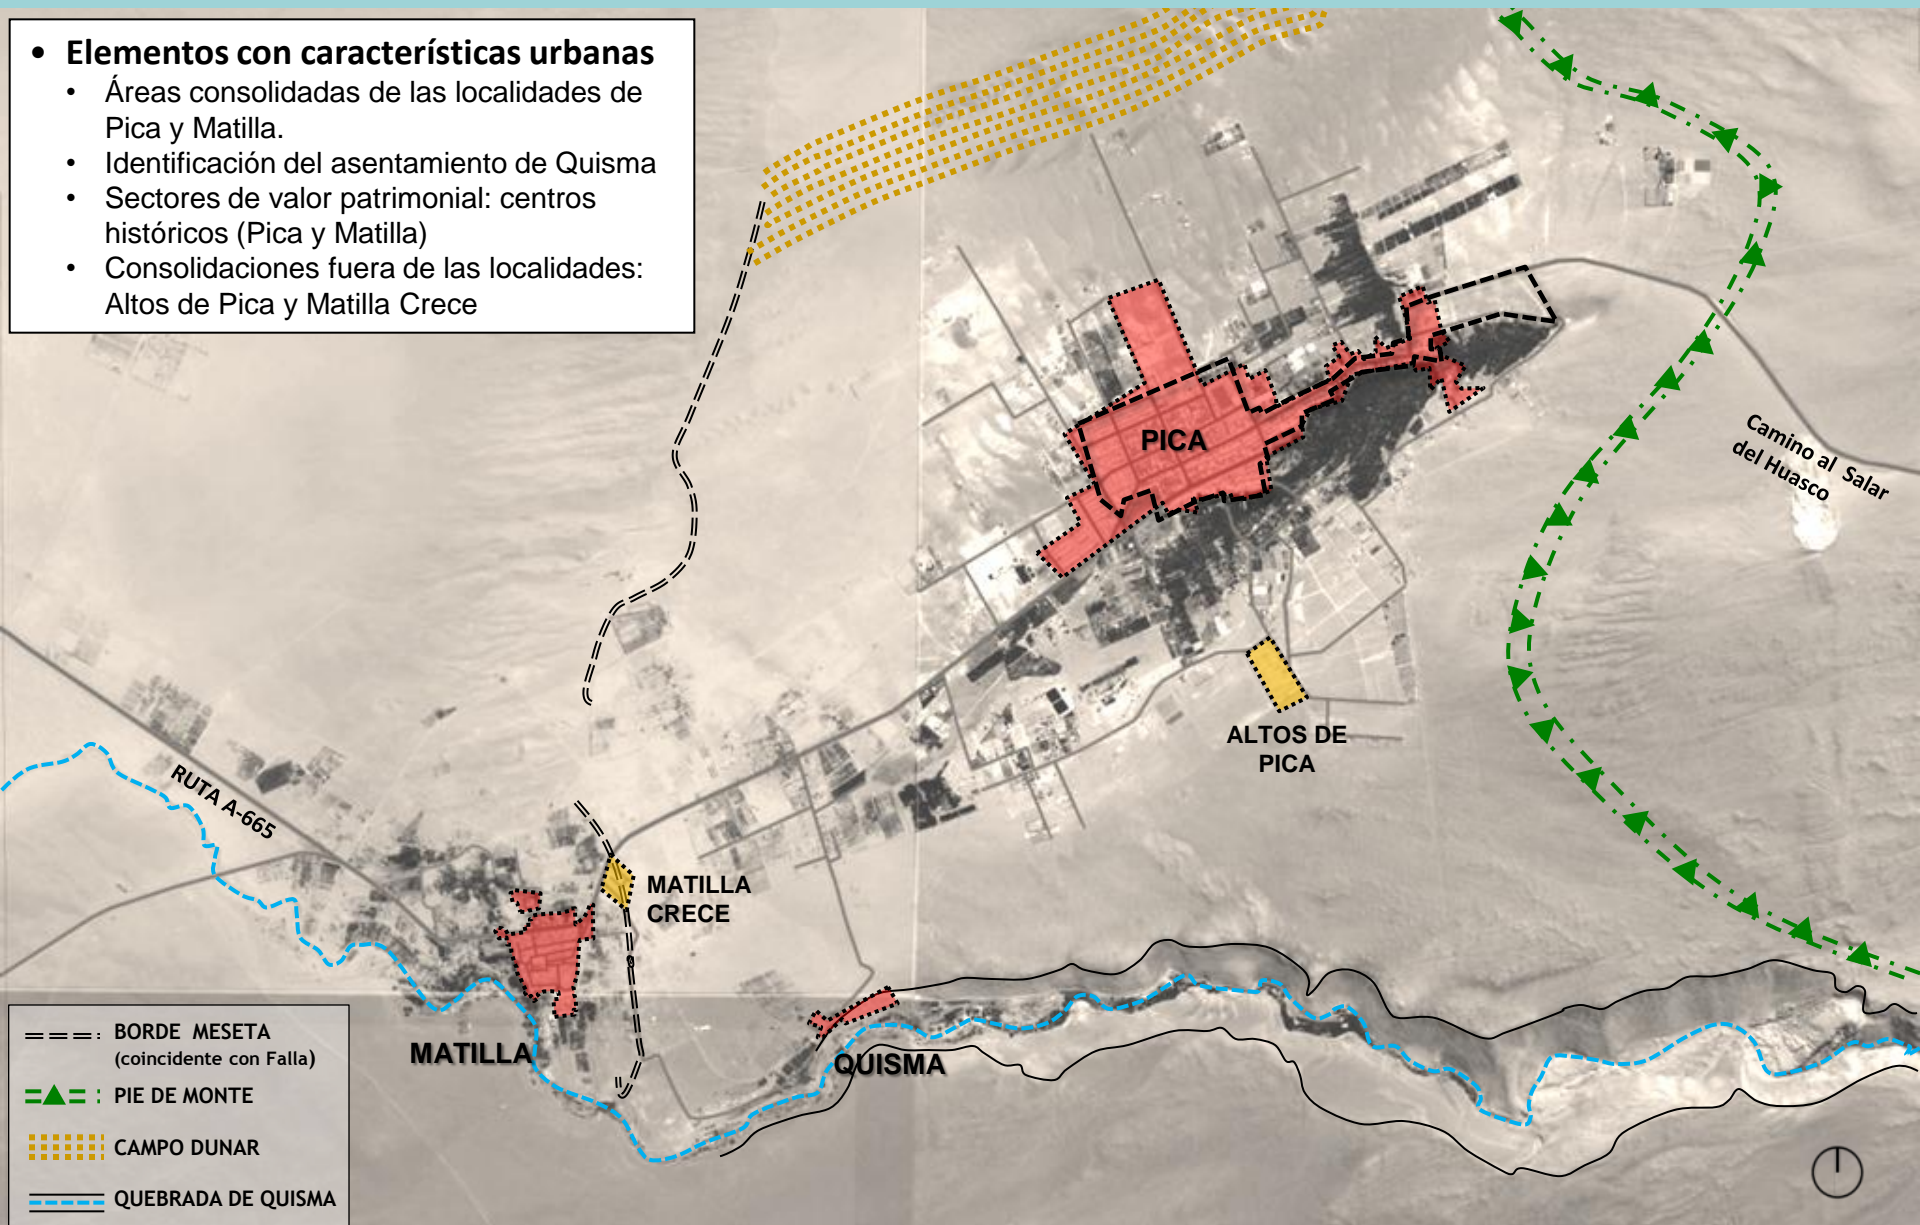 • Elementos con características urbanas
• Áreas consolidadas de las localidades de
Pica y Matilla.
• Identificación del asentamiento de Quisma
• Sectores de valor patrimonial: centros
históricos (Pica y Matilla)
• Consolidaciones fuera de las localidades:
Altos de Pica y Matilla Crece
PICA
Camino al Salar
del Huasco
ALTOS DE
PICA
RUTA A-665
MATILLA
CRECE
MATILLA
QUISMA
BORDE MESETA
(coincidente con Falla)
PIE DE MONTE
CAMPO DUNAR
QUEBRADA DE QUISMA